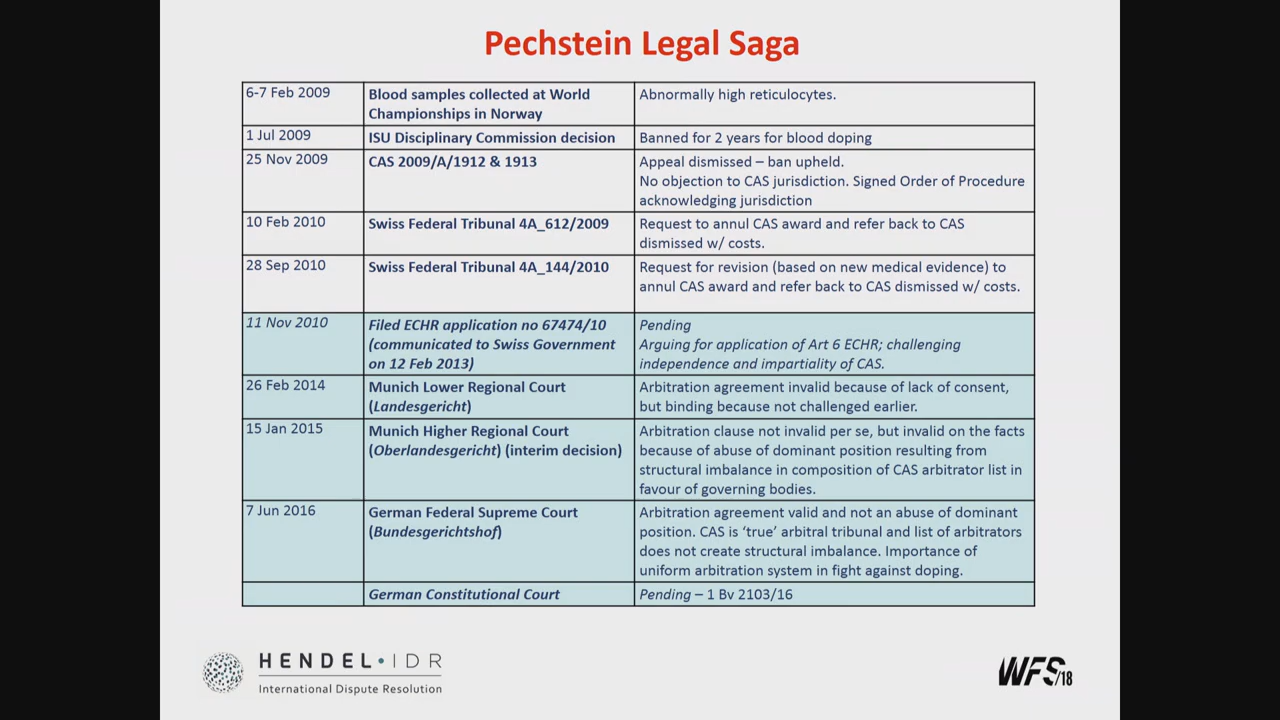 Pechstein Legal Saga
6-7 Feb 2009
Blood samples collected at World
Championships in Norway
Abnormally high reticulocytes.
1 Jul 2009
ISU Disciplinary Commission decision
Banned for 2 years for blood doping
25 Nov 2009
CAS 2009/A/1912 & 1913
Appeal dismissed – ban upheld.
No objection to CAS jurisdiction. Signed Order of Procedure
acknowledging jurisdiction
10 Feb 2010
Swiss Federal Tribunal 4A_612/2009
Request to annul CAS award and refer back to CAS
dismissed w/ costs.
28 Sep 2010
Swiss Federal Tribunal 4A_144/2010
Request for revision (based on new medical evidence) to
annul CAS award and refer back to CAS dismissed w/ costs.
11 Nov 2010
Filed ECHR application no 67474/10
(communicated to Swiss Government
on 12 Feb 2013)
Pending
Arguing for application of Art 6 ECHR; challenging
independence and impartiality of CAS.
26 Feb 2014
Munich Lower Regional Court
(Landesgericht)
Arbitration agreement invalid because of lack of consent,
but binding because not challenged earlier.
15 Jan 2015
Munich Higher Regional Court
(Oberlandesgericht) (interim decision)
Arbitration clause not invalid per se, but invalid on the facts
because of abuse of dominant position resulting from
structural imbalance in composition of CAS arbitrator list in
favour of governing bodies.
7 Jun 2016
German Federal Supreme Court
(Bundesgerichtshof)
Arbitration agreement valid and not an abuse of dominant
position. CAS is ‘true’ arbitral tribunal and list of arbitrators
does not create structural imbalance. Importance of
uniform arbitration system in fight against doping.
German Constitutional Court
Pending – 1 Bv 2103/16
HENDEL • IDR
International Dispute Resolution
WFS/18